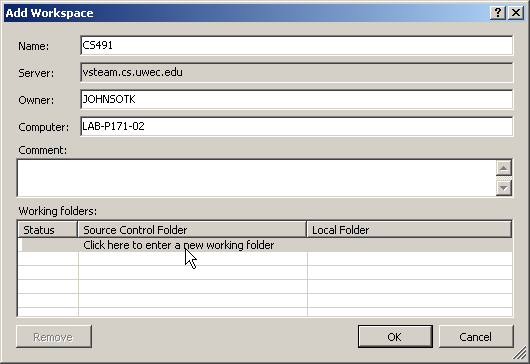 Add Workspace
Name: CS491
Server: vsteam.cs.uwec.edu
Owner: JOHNSOTK
Computer: LAB-P171-02
Comment:
Working folders:
Status Source Control Folder Local Folder
Click here to enter a new working folder
Remove OK Cancel